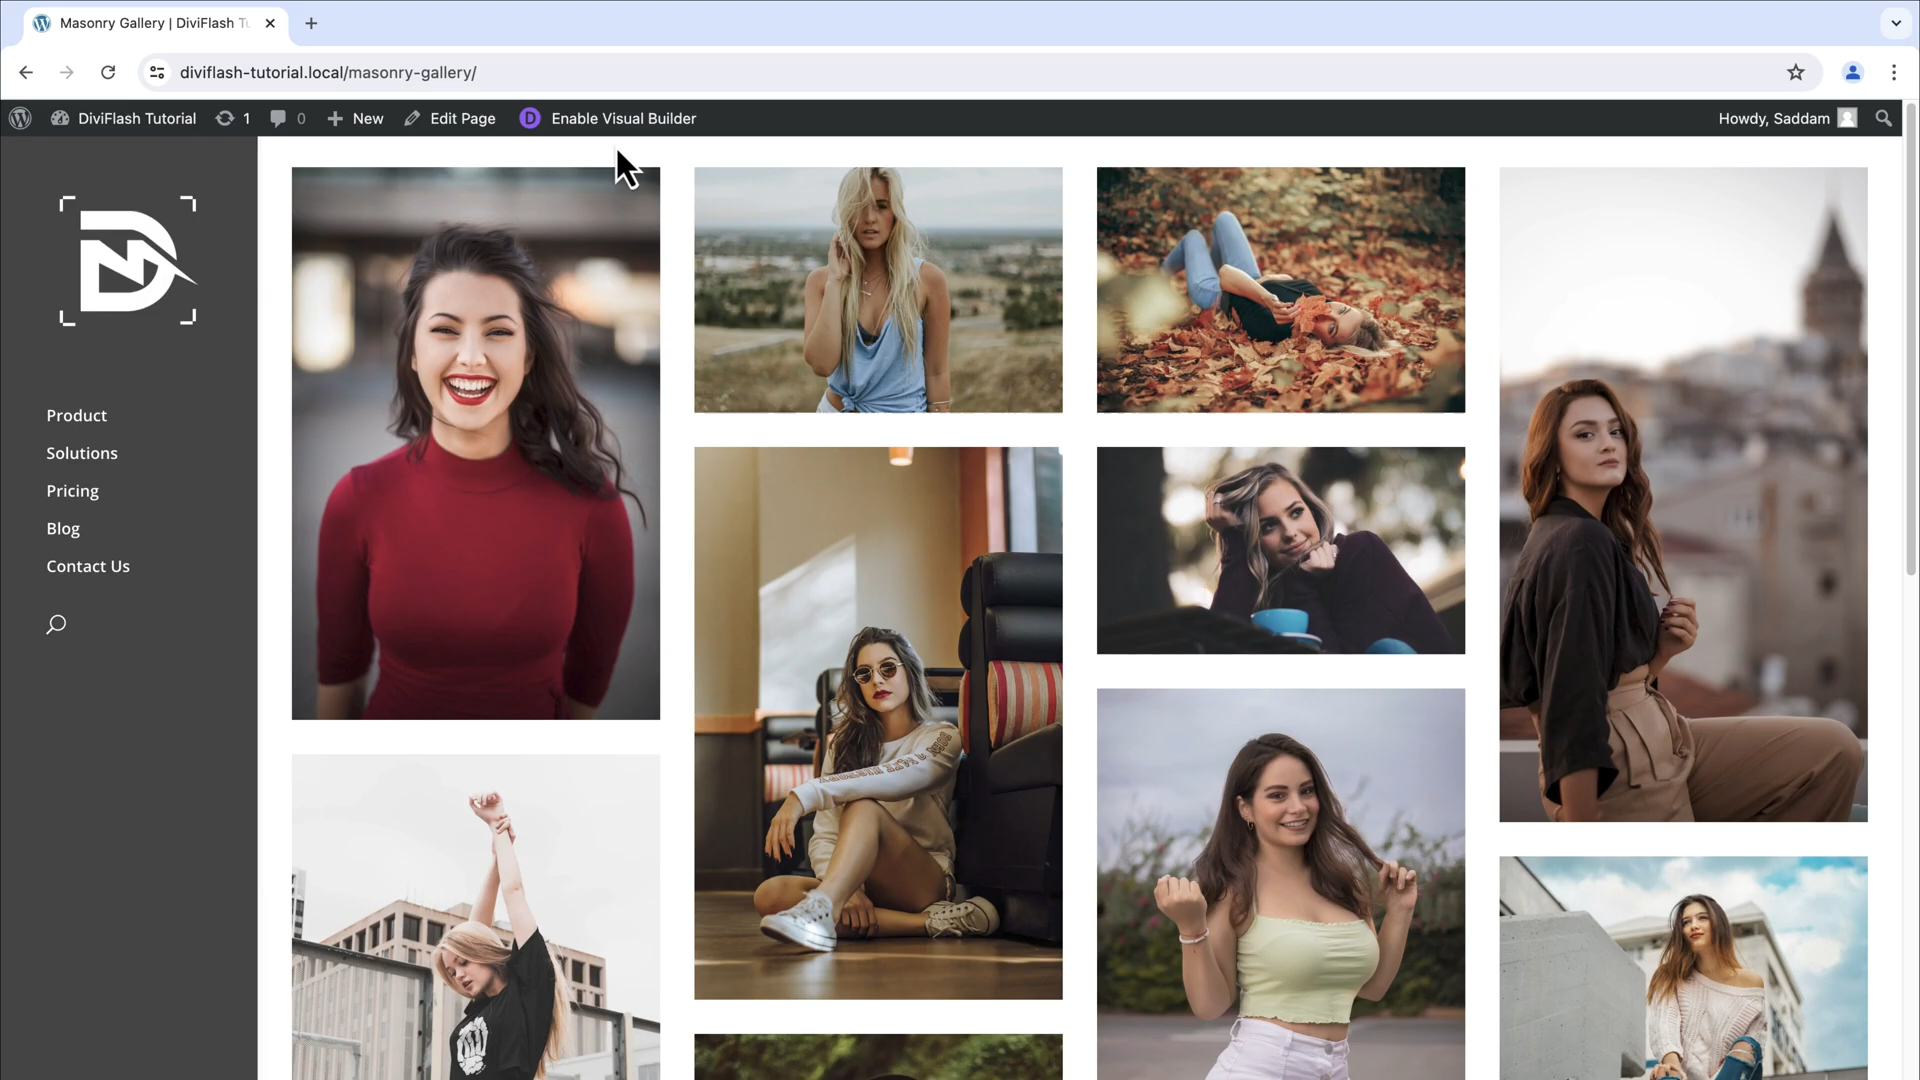 Masonry Gallery | DiviFlash Tu
diviflash-tutorial.local/masonry-gallery/
DiviFlash Tutorial 1 0 New Edit Page D Enable Visual Builder Howdy, Saddam
Product
Solutions
Pricing
Blog
Contact Us